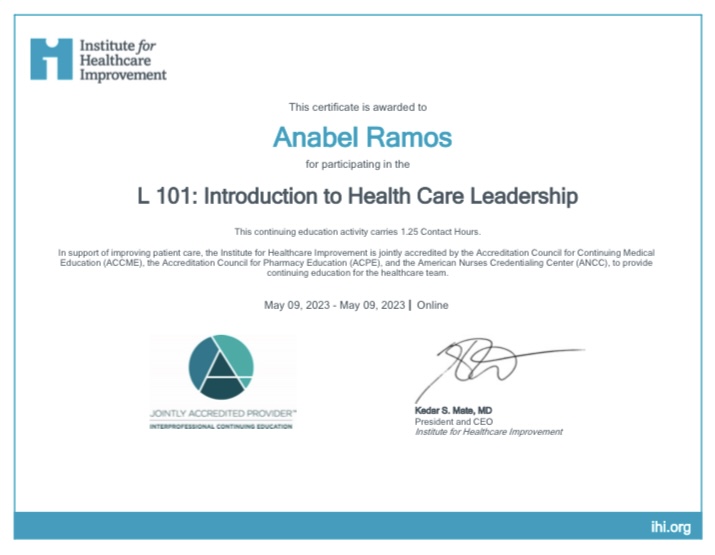 Institute for
Healthcare
Improvement
This certificate is awarded to
Anabel Ramos
for participating in the
L 101: Introduction to Health Care Leadership
This continuing education activity carries 1.25 Contact Hours.
In support of improving patient care, the Institute for Healthcare Improvement is jointly accredited by the Accreditation Council for Continuing Medical
Education (ACCME), the Accreditation Council for Pharmacy Education (ACPE), and the American Nurses Credentialing Center (ANCC), to provide
continuing education for the healthcare team.
May 09, 2023 - May 09, 2023 | Online
JOINTLY ACCREDITED PROVIDER™
INTERPROFESSIONAL CONTINUING EDUCATION
Kedar S. Mate, MD
President and CEO
Institute for Healthcare Improvement
ihi.org